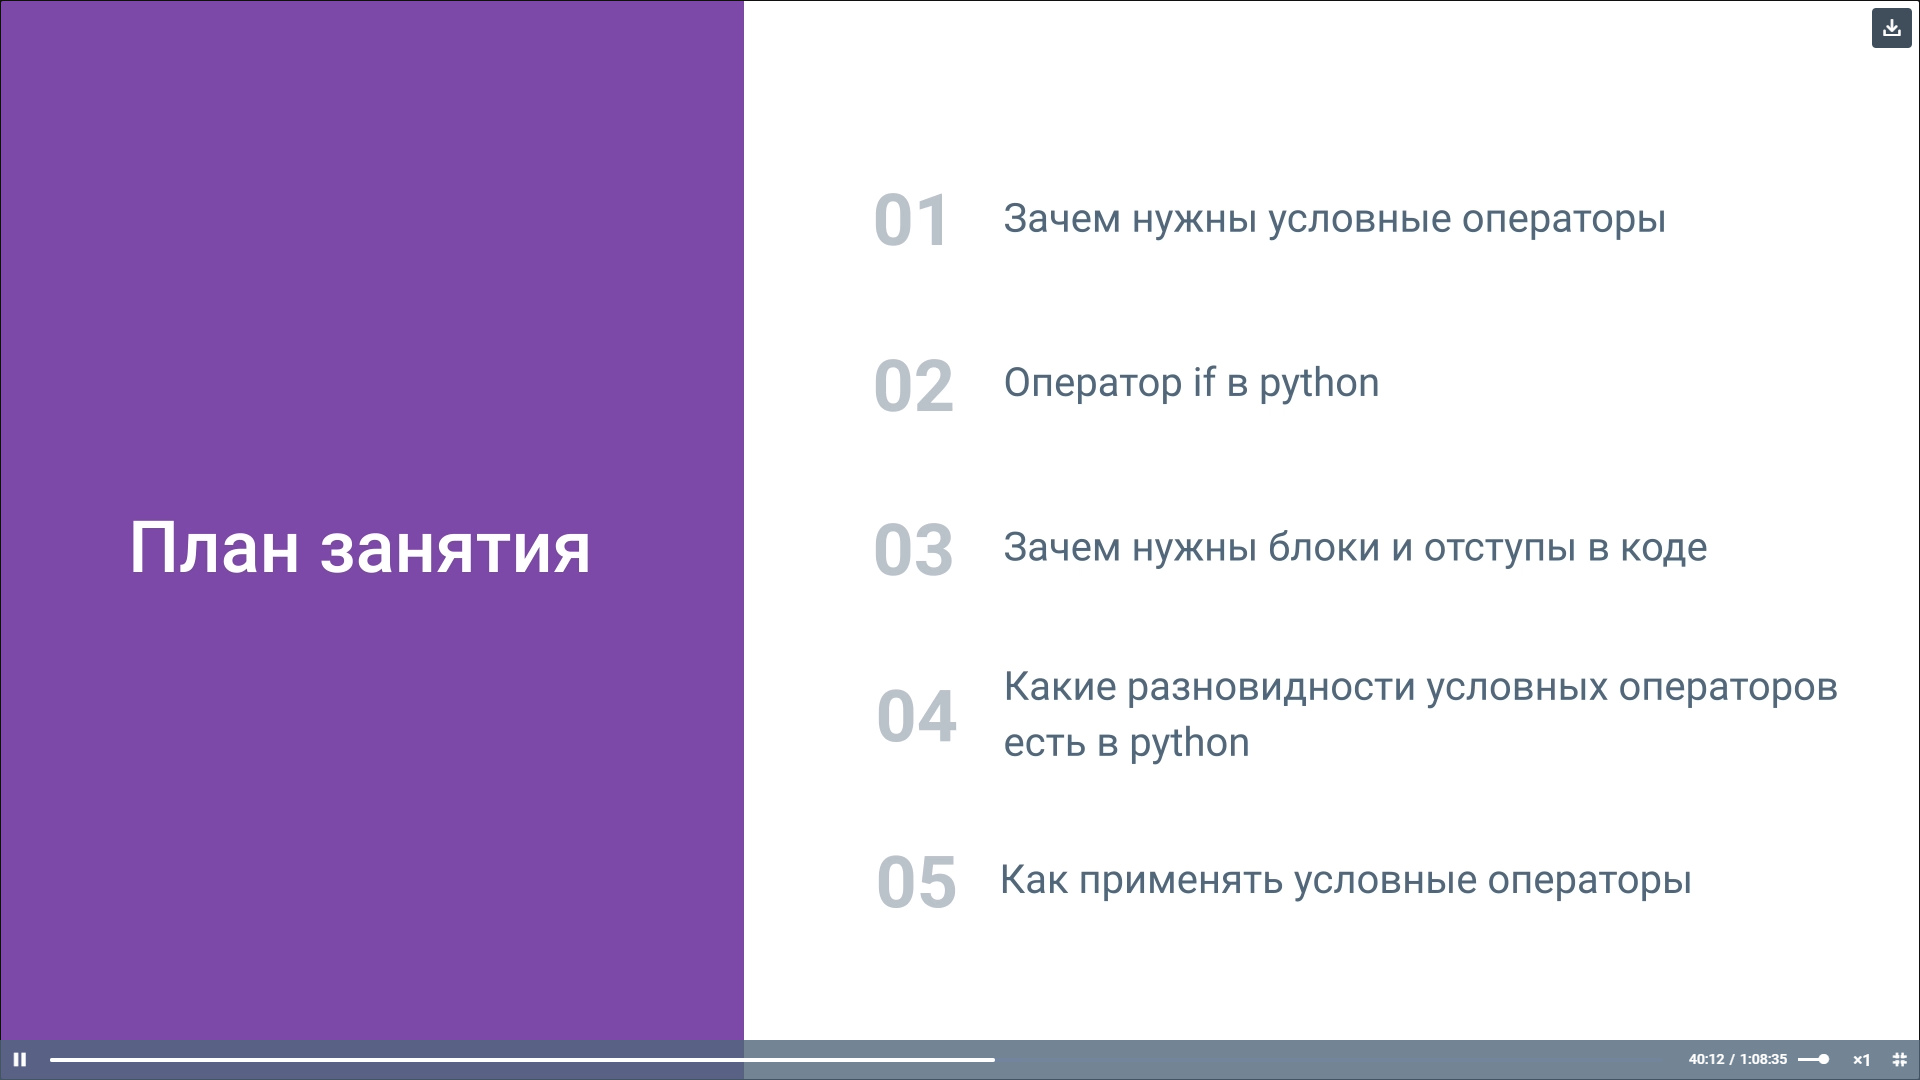 План занятия
01 Зачем нужны условные операторы
02 Оператор if в python
03 Зачем нужны блоки и отступы в коде
04 Какие разновидности условных операторов
есть в python
05 Как применять условные операторы
40:12 / 1:08:35 ×1